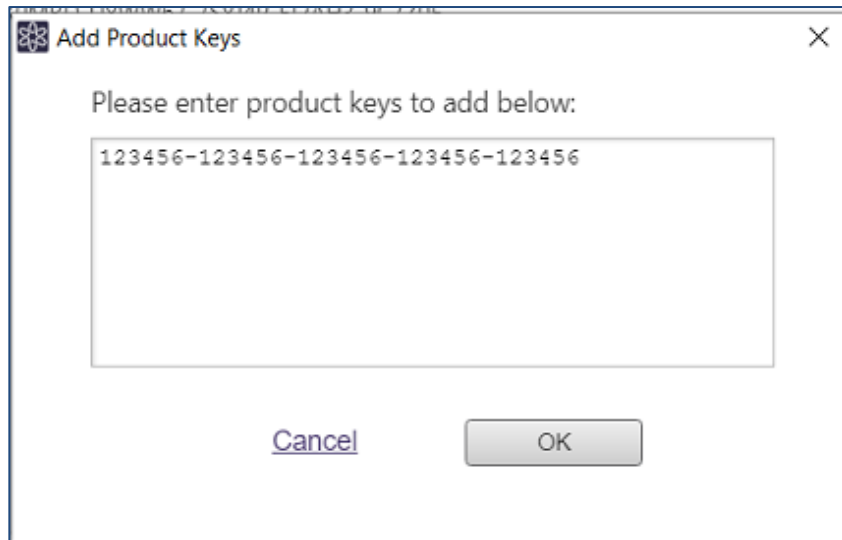 Add Product Keys
Please enter product keys to add below:
123456-123456-123456-123456-123456
Cancel
OK